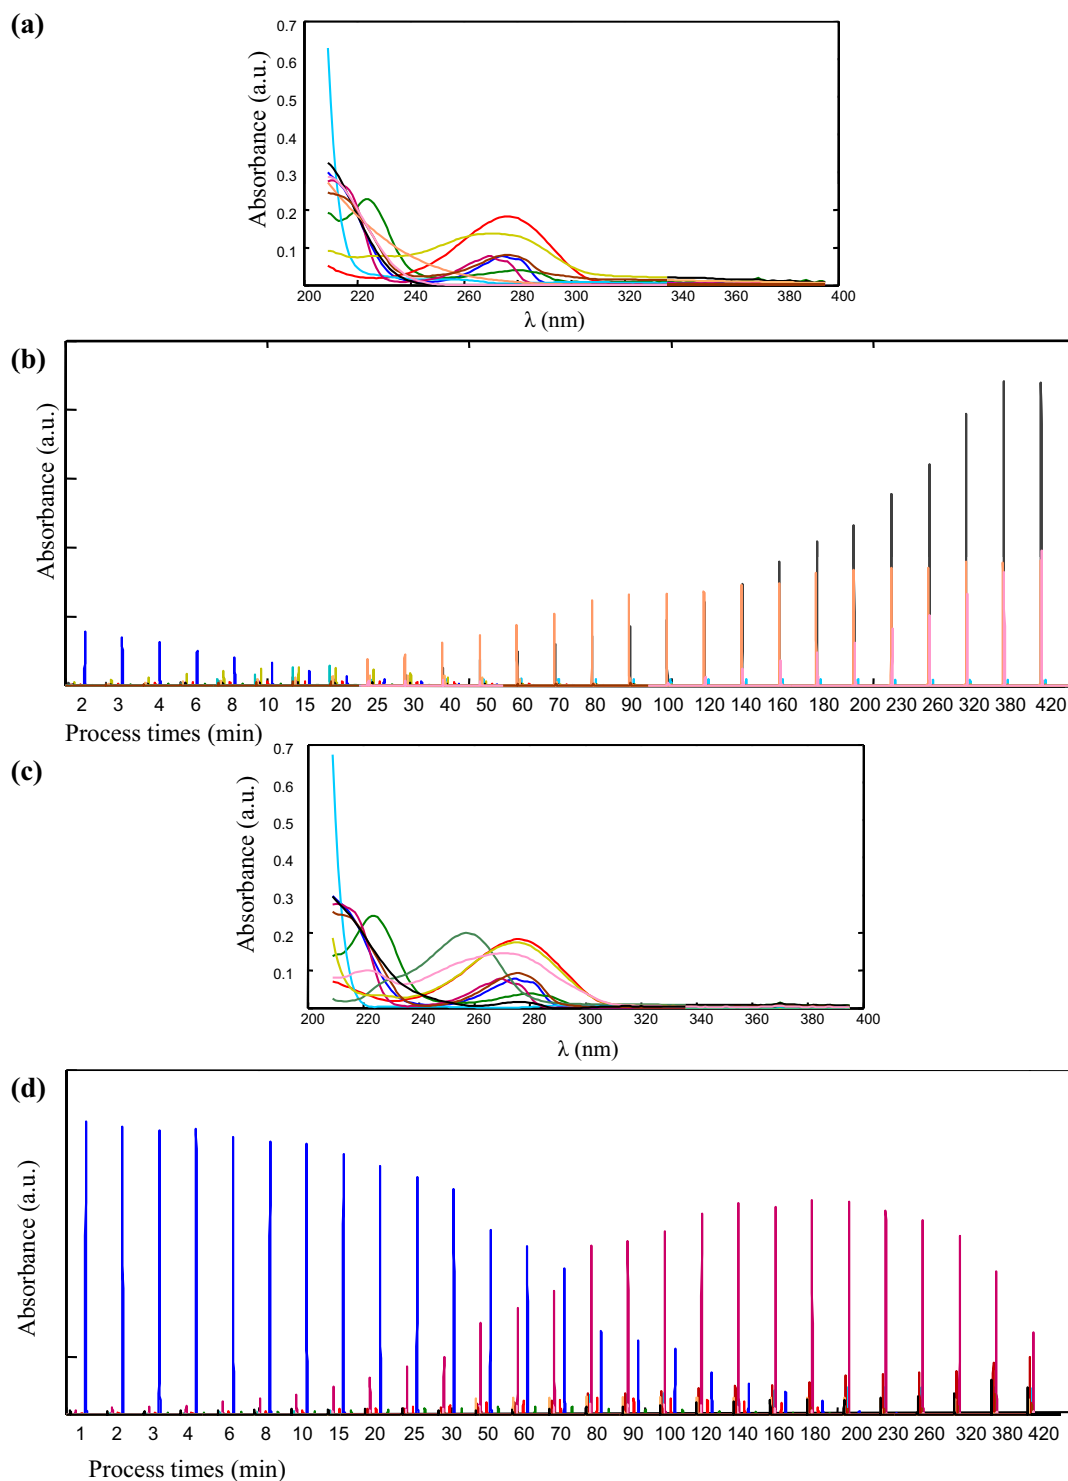 (a)
Absorbance (a.u.)
0.7
0.6
0.5
0.4
0.3
0.2
0.1
200 220 240 260 280 300 320 340 360 380 400
λ (nm)
(b)
Absorbance (a.u.)
2 3 4 6 8 10 15 20 25 30 40 50 60 70 80 90 100 120 140 160 180 200 230 260 320 380 420
Process times (min)
(c)
Absorbance (a.u.)
0.7
0.6
0.5
0.4
0.3
0.2
0.1
200 220 240 260 280 300 320 340 360 380 400
λ (nm)
(d)
Absorbance (a.u.)
1 2 3 4 6 8 10 15 20 25 30 50 60 70 80 90 100 120 140 160 180 200 230 260 320 380 420
Process times (min)